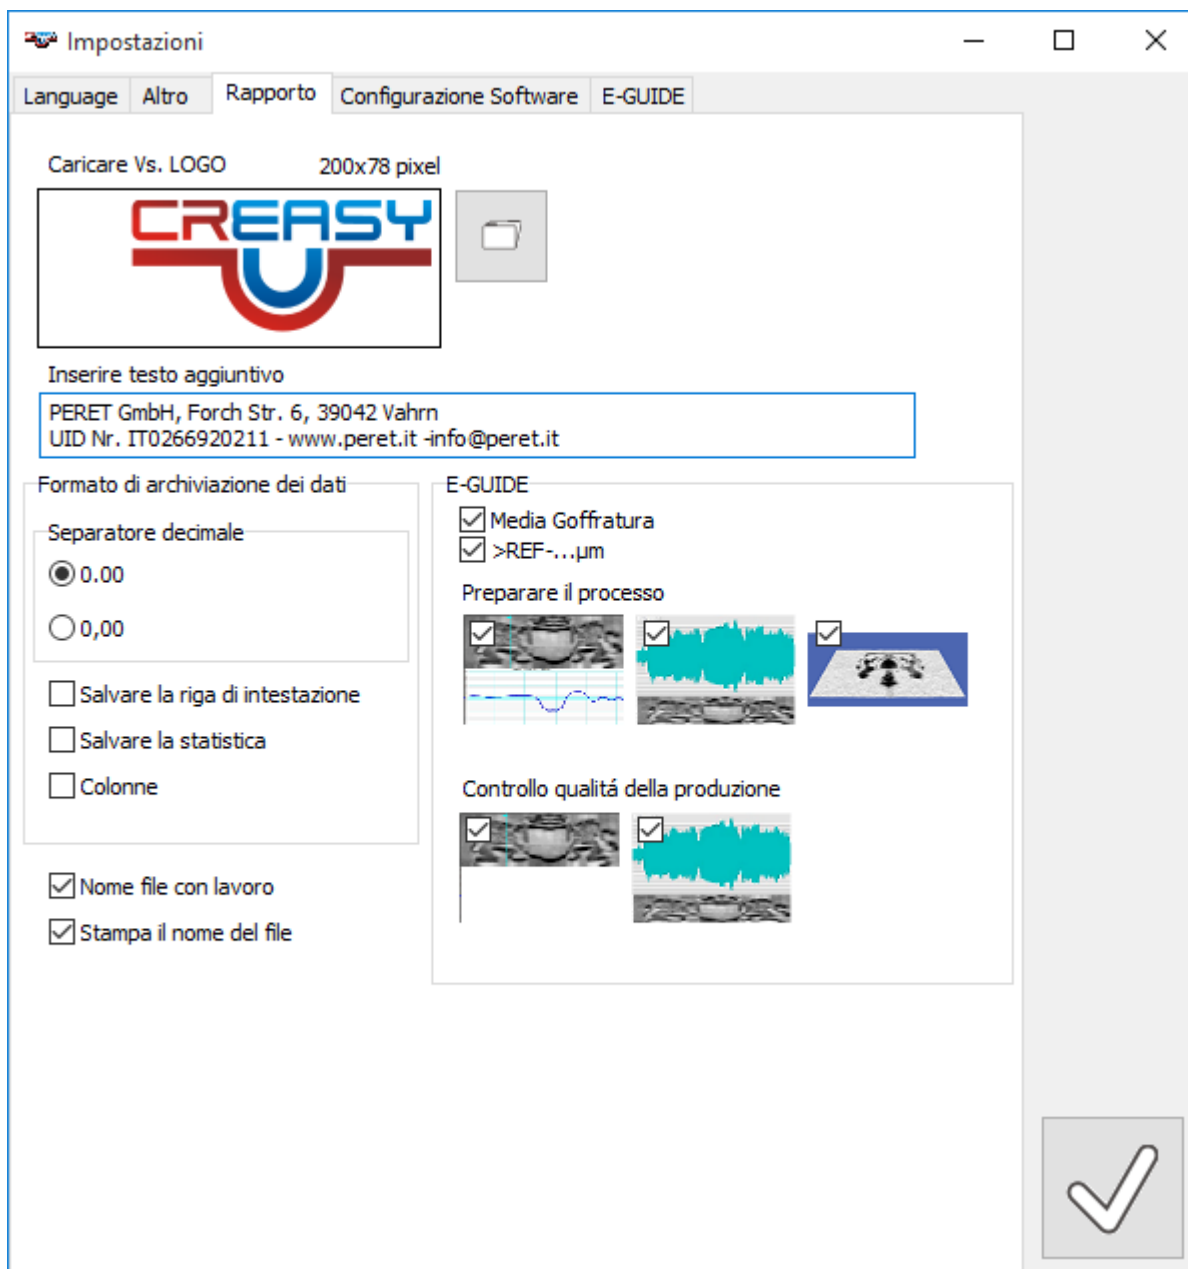 Impostazioni
Language Altro Rapporto Configurazione Software E-GUIDE
Caricare Vs. LOGO 200x78 pixel
CREASY
Inserire testo aggiuntivo
PERET GmbH, Forch Str. 6, 39042 Vahrn
UID Nr. IT0266920211 - www.peret.it -info@peret.it
Formato di archiviazione dei dati
Separatore decimale
0.00
0,00
Salvare la riga di intestazione
Salvare la statistica
Colonne
Nome file con lavoro
Stampa il nome del file
E-GUIDE
Media Goffratura
>REF-...µm
Preparare il processo
Controllo qualitá della produzione